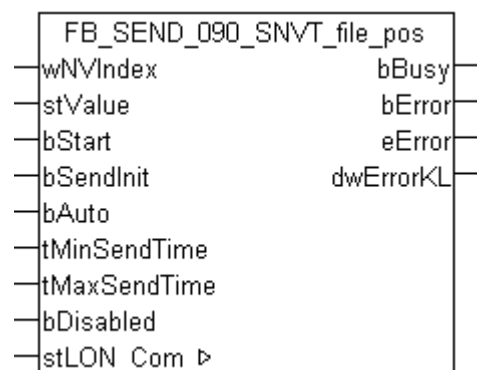 FB_SEND_090_SNVT_file_pos
wNVIndex bBusy
stValue bError
bStart eError
bSendInit dwErrorKL
bAuto
tMinSendTime
tMaxSendTime
bDisabled
stLON_Com ▷